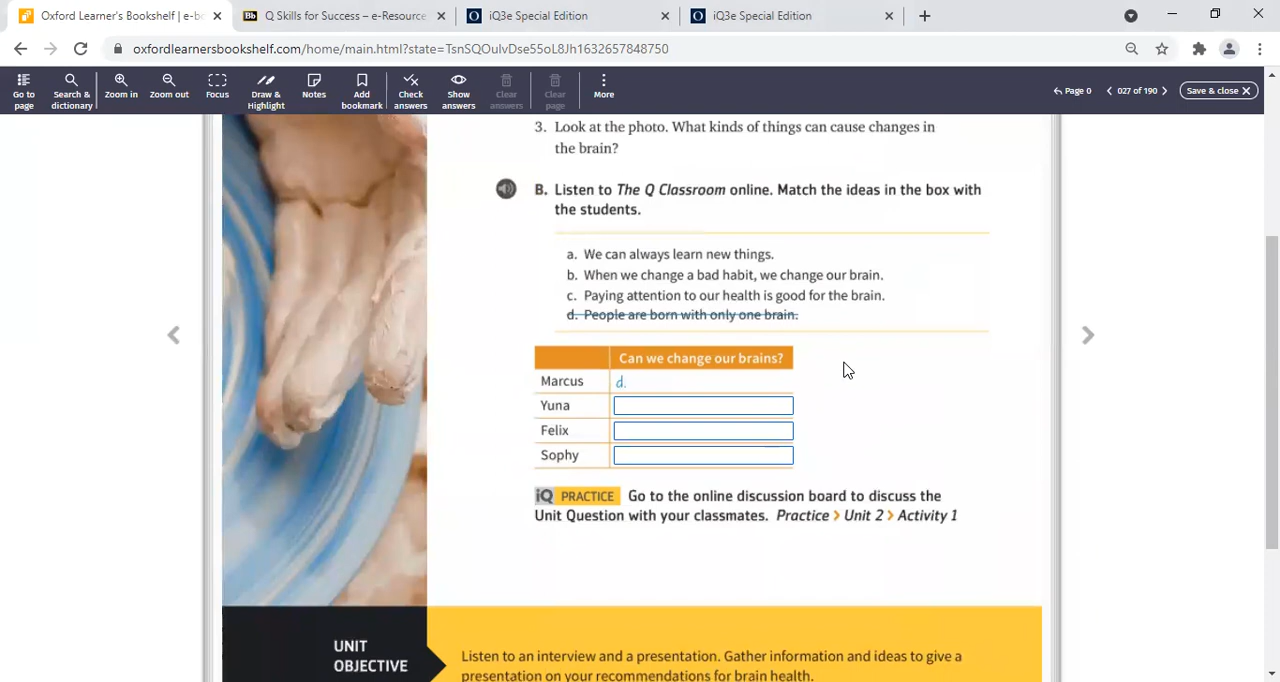 Oxford Learner's Bookshelf | e-b
Q Skills for Success – e-Resource
iQ3e Special Edition
iQ3e Special Edition
oxfordlearnersbookshelf.com/home/main.html?state=TsnSQOulvDse55oL8Jh1632657848750
Go to page
Search & dictionary
Zoom in
Zoom out
Focus
Draw & Highlight
Notes
Add bookmark
Check answers
Show answers
Clear answers
Clear page
More
Page 0
027 of 190
Save & close X
3. Look at the photo. What kinds of things can cause changes in
the brain?
B. Listen to The Q Classroom online. Match the ideas in the box with
the students.
a. We can always learn new things.
b. When we change a bad habit, we change our brain.
c. Paying attention to our health is good for the brain.
d. People are born with only one brain.
Can we change our brains?
Marcus d.
Yuna
Felix
Sophy
iQ PRACTICE Go to the online discussion board to discuss the
Unit Question with your classmates. Practice > Unit 2 > Activity 1
UNIT
OBJECTIVE
Listen to an interview and a presentation. Gather information and ideas to give a
presentation on your recommendations for brain health.